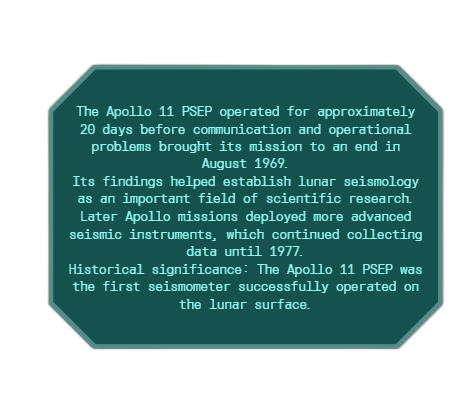 The Apollo 11 PSEP operated for approximately
20 days before communication and operational
problems brought its mission to an end in
August 1969.
Its findings helped establish lunar seismology
as an important field of scientific research.
Later Apollo missions deployed more advanced
seismic instruments, which continued collecting
data until 1977.
Historical significance: The Apollo 11 PSEP was
the first seismometer successfully operated on
the lunar surface.